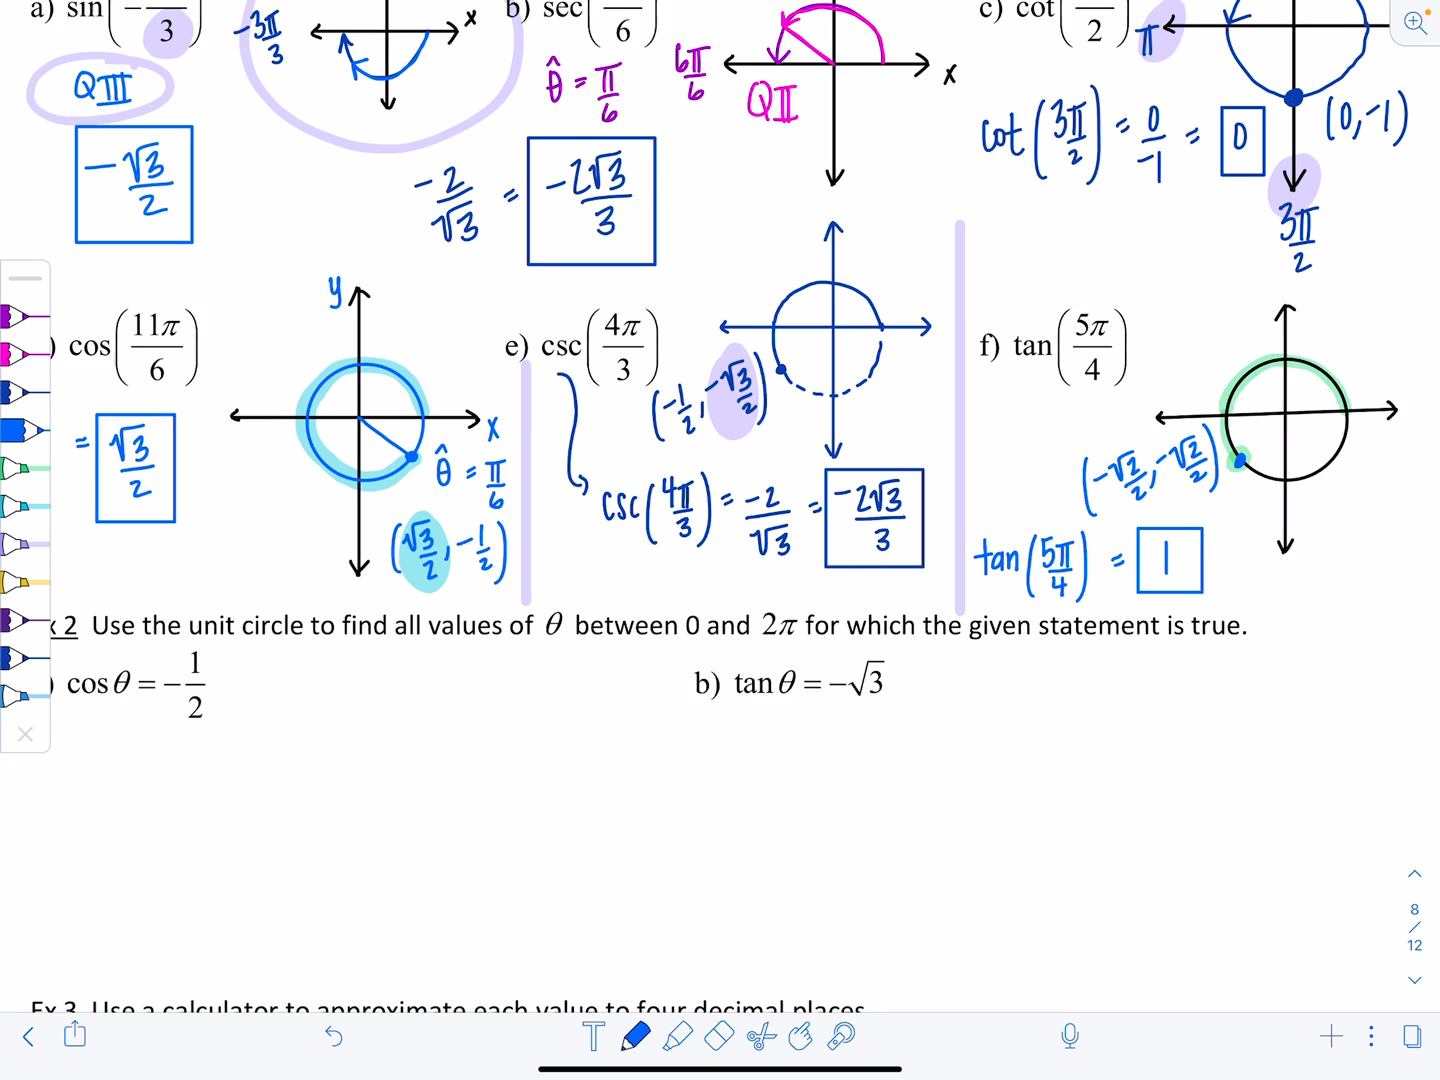 a) sin(− /3) b) sec( /6) c) cot( /2)
−3π/3 x 6π/6 x π
QIII θ̂ = π/6 QII
−√3/2
−2/√3 = −2√3/3
cot(3π/2) = 0/−1 = 0 (0,−1)
3π/2
) cos(11π/6) y e) csc(4π/3) f) tan(5π/4)
= √3/2 x (−1/2, −√3/2) (−√2/2, −√2/2)
θ̂ = π/6
(√3/2, −1/2)
csc(4π/3) = −2/√3 = −2√3/3
tan(5π/4) = 1
x 2 Use the unit circle to find all values of θ between 0 and 2π for which the given statement is true.
) cosθ = −1/2 b) tanθ = −√3
8
/
12
Ex 3 Use a calculator to approximate each value to four decimal places.
T